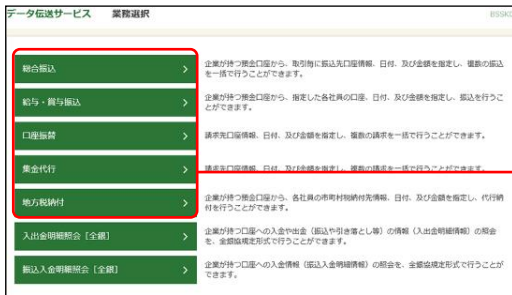 データ伝送サービス 業務選択 BSSK
総合振込
企業が持つ預金口座から、取引毎に振込先口座情報、日付、及び金額を指定し、複数の振込
を一括で行うことができます。
給与・賞与振込
企業が持つ預金口座から、指定した各社員の口座、日付、及び金額を指定し、振込を行うこ
とができます。
口座振替
請求先口座情報、日付、及び金額を指定し、複数の請求を一括で行うことができます。
集金代行
請求先口座情報、日付、及び金額を指定し、複数の請求を一括で行うことができます。
地方税納付
企業が持つ預金口座から、各社員の市町村税納付先情報、日付、及び金額を指定し、代行納
付を行うことができます。
入出金明細照会［全銀］
企業が持つ口座への入金や出金（振込や引き落とし等）の情報（入出金明細情報）の照会
を、全銀協規定形式で行うことができます。
振込入金明細照会［全銀］
企業が持つ口座への入金情報（振込入金明細情報）の照会を、全銀協規定形式で行うことが
できます。